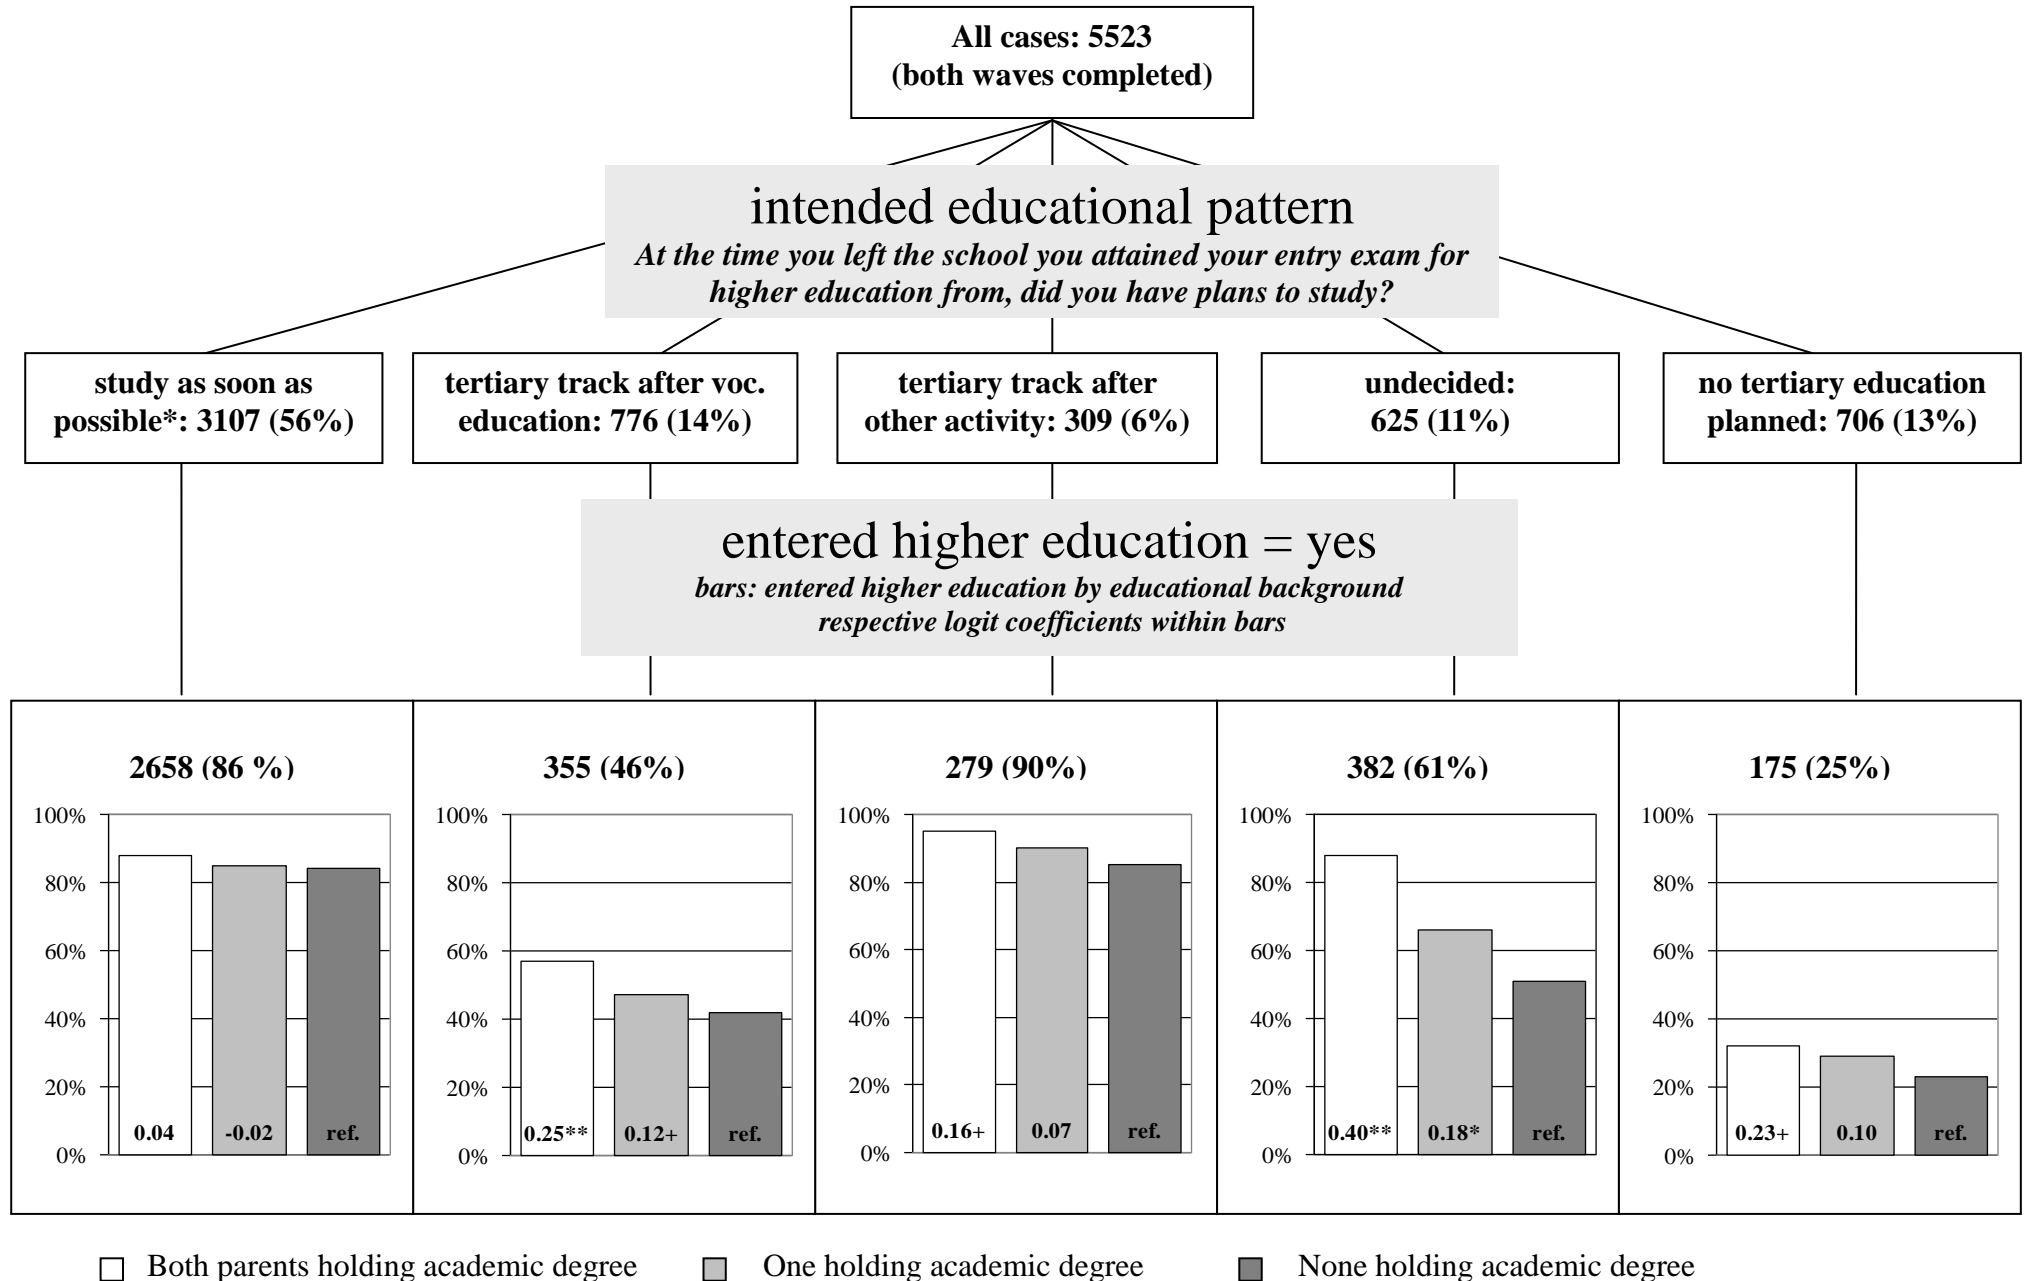 All cases: 5523
(both waves completed)
intended educational pattern
At the time you left the school you attained your entry exam for
higher education from, did you have plans to study?
study as soon as
possible*: 3107 (56%)
tertiary track after voc.
education: 776 (14%)
tertiary track after
other activity: 309 (6%)
undecided:
625 (11%)
no tertiary education
planned: 706 (13%)
entered higher education = yes
bars: entered higher education by educational background
respective logit coefficients within bars
2658 (86 %)
100%
80%
60%
40%
20%
0%
0.04
-0.02
ref.
355 (46%)
100%
80%
60%
40%
20%
0%
0.25**
0.12+
ref.
279 (90%)
100%
80%
60%
40%
20%
0%
0.16+
0.07
ref.
382 (61%)
100%
80%
60%
40%
20%
0%
0.40**
0.18*
ref.
175 (25%)
100%
80%
60%
40%
20%
0%
0.23+
0.10
ref.
Both parents holding academic degree
One holding academic degree
None holding academic degree